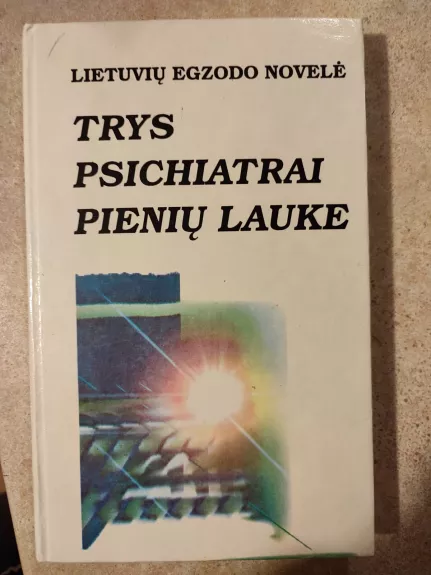 LIETUVIŲ EGZODO NOVELĖ
TRYS
PSICHIATRAI
PIENIŲ LAUKE